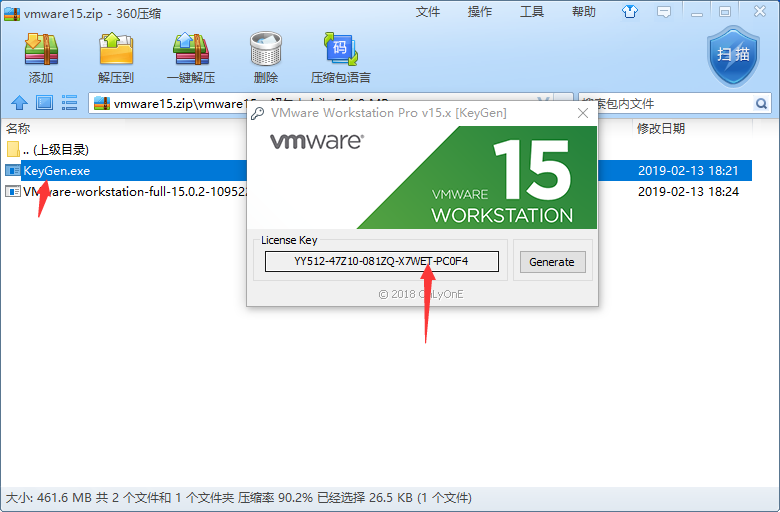 vmware15.zip - 360压缩
文件 操作 工具 帮助
添加 解压到 一键解压 删除 压缩包语言 扫描
码
vmware15.zip\vmware15
搜索包内文件
名称 修改日期
.. (上级目录)
KeyGen.exe 2019-02-13 18:21
VMware-workstation-full-15.0.2-10952 2019-02-13 18:24
VMware Workstation Pro v15.x [KeyGen]
vmware
15
VMWARE
WORKSTATION
License Key
YY512-47Z10-081ZQ-X7WET-PC0F4
Generate
© 2018 OnLyOnE
大小: 461.6 MB 共 2 个文件和 1 个文件夹 压缩率 90.2% 已经选择 26.5 KB (1 个文件)